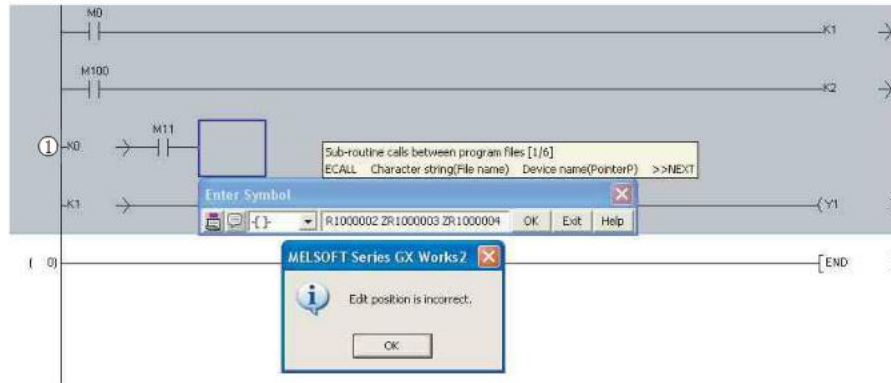 M0
K1
M100
K2
① K0 M11
Sub-routine calls between program files [1/6]
ECALL Character string(File name) Device name(PointerP) >>NEXT
K1 Enter Symbol Y1
-{}- R1000002 ZR1000003 ZR1000004 OK Exit Help
( 0) END
MELSOFT Series GX Works2
Edit position is incorrect.
OK